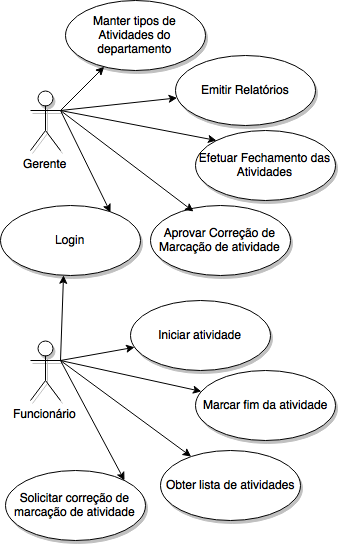 Manter tipos de
Atividades do
departamento
Emitir Relatórios
Gerente
Efetuar Fechamento das
Atividades
Login
Aprovar Correção de
Marcação de atividade
Iniciar atividade
Funcionário
Marcar fim da atividade
Obter lista de atividades
Solicitar correção de
marcação de atividade